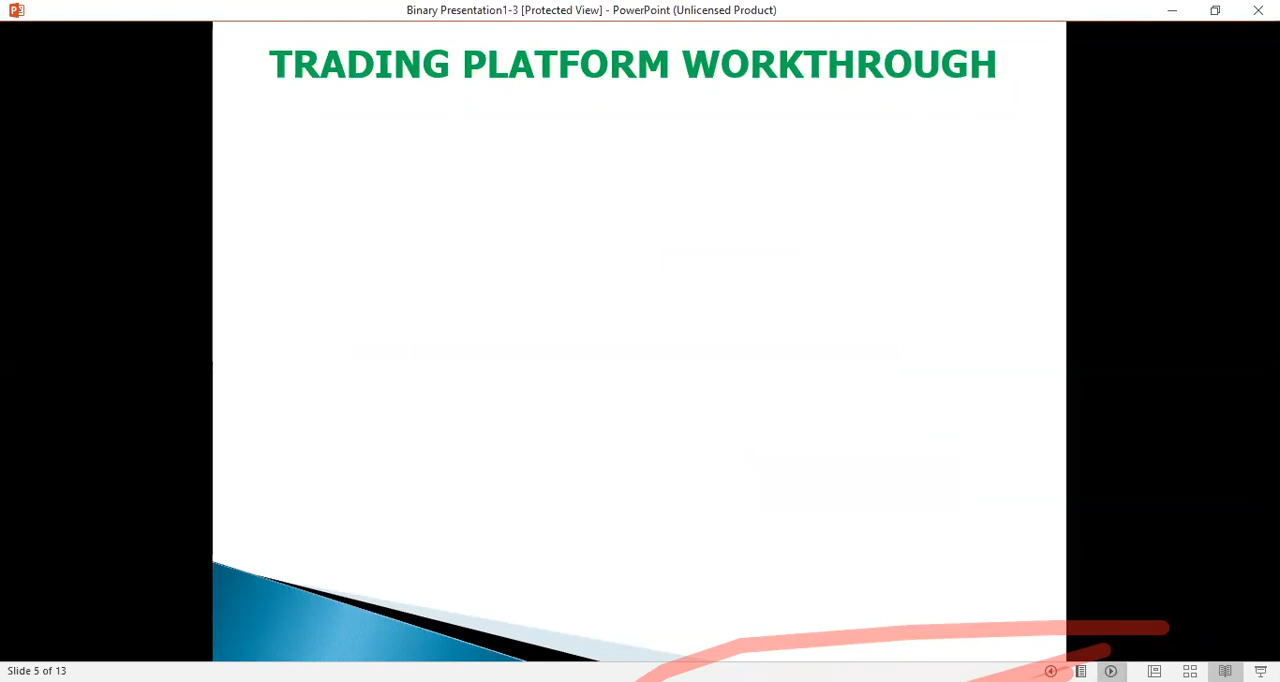 Binary Presentation1-3 [Protected View] - PowerPoint (Unlicensed Product)
TRADING PLATFORM WORKTHROUGH
Slide 5 of 13